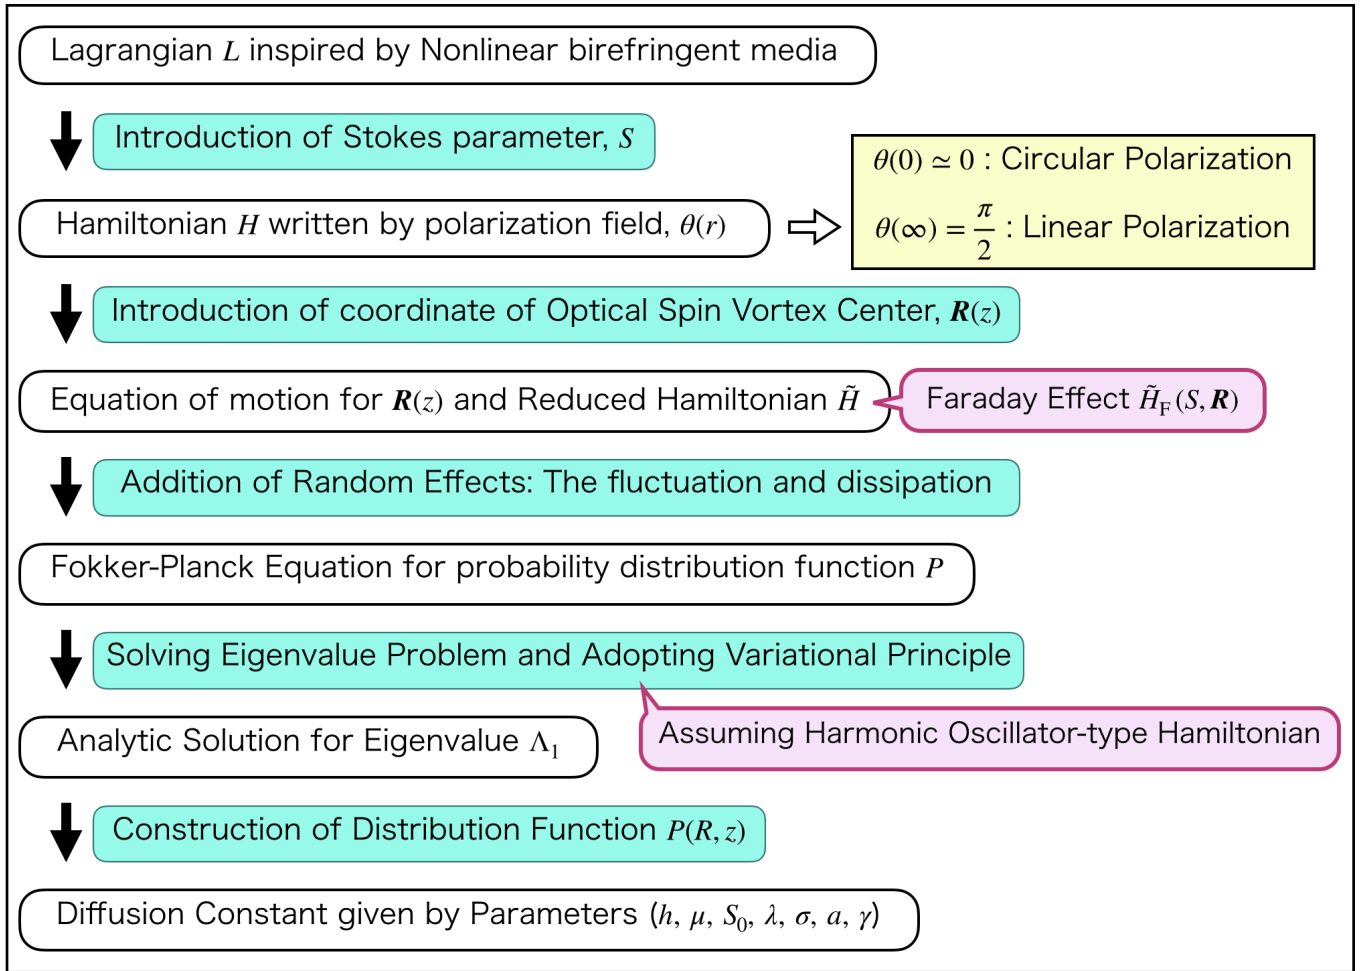 Lagrangian L inspired by Nonlinear birefringent media
Introduction of Stokes parameter, S
Hamiltonian H written by polarization field, θ(r)
θ(0) ≃ 0 : Circular Polarization
θ(∞) = π/2 : Linear Polarization
Introduction of coordinate of Optical Spin Vortex Center, R(z)
Equation of motion for R(z) and Reduced Hamiltonian H̃
Faraday Effect H̃_F(S, R)
Addition of Random Effects: The fluctuation and dissipation
Fokker-Planck Equation for probability distribution function P
Solving Eigenvalue Problem and Adopting Variational Principle
Assuming Harmonic Oscillator-type Hamiltonian
Analytic Solution for Eigenvalue Λ₁
Construction of Distribution Function P(R, z)
Diffusion Constant given by Parameters (h, μ, S₀, λ, σ, a, γ)